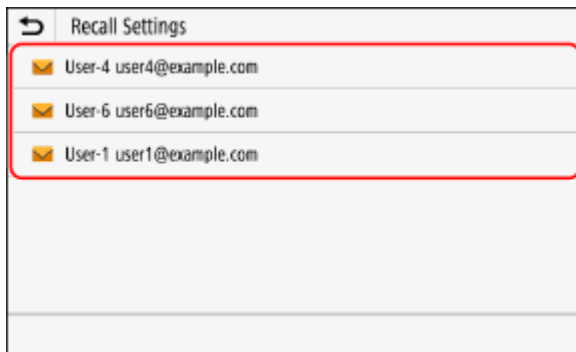 Recall Settings
User-4 user4@example.com
User-6 user6@example.com
User-1 user1@example.com